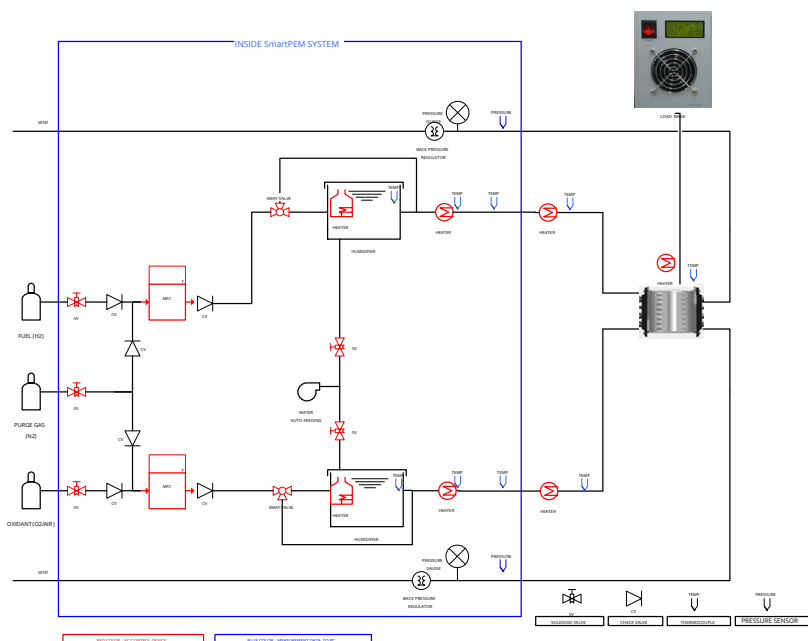 INSIDE SmartPEM SYSTEM
LOAD BANK
VENT
PRESSURE
GAUGE
PRESSURE
BACK PRESSURE
REGULATOR
3WAY VALVE
TEMP
TEMP
TEMP
TEMP
HEATER
HEATER
HEATER
HUMIDIFIER
TEMP
HEATER
MFC
SV
CV
CV
FUEL (H2)
CV
SV
PURGE GAS
(N2)
SV
WATER
AUTO-FEEDING
CV
SV
MFC
TEMP
TEMP
TEMP
TEMP
SV
CV
CV
3WAY VALVE
HEATER
HEATER
HEATER
OXIDANT(O2/AIR)
HUMIDIFIER
PRESSURE
GAUGE
PRESSURE
VENT
BACK PRESSURE
REGULATOR
SV
CV
TEMP
PRESSURE
SOLENOID VALVE
CHECK VALVE
THERMOCOUPLE
PRESSURE SENSOR